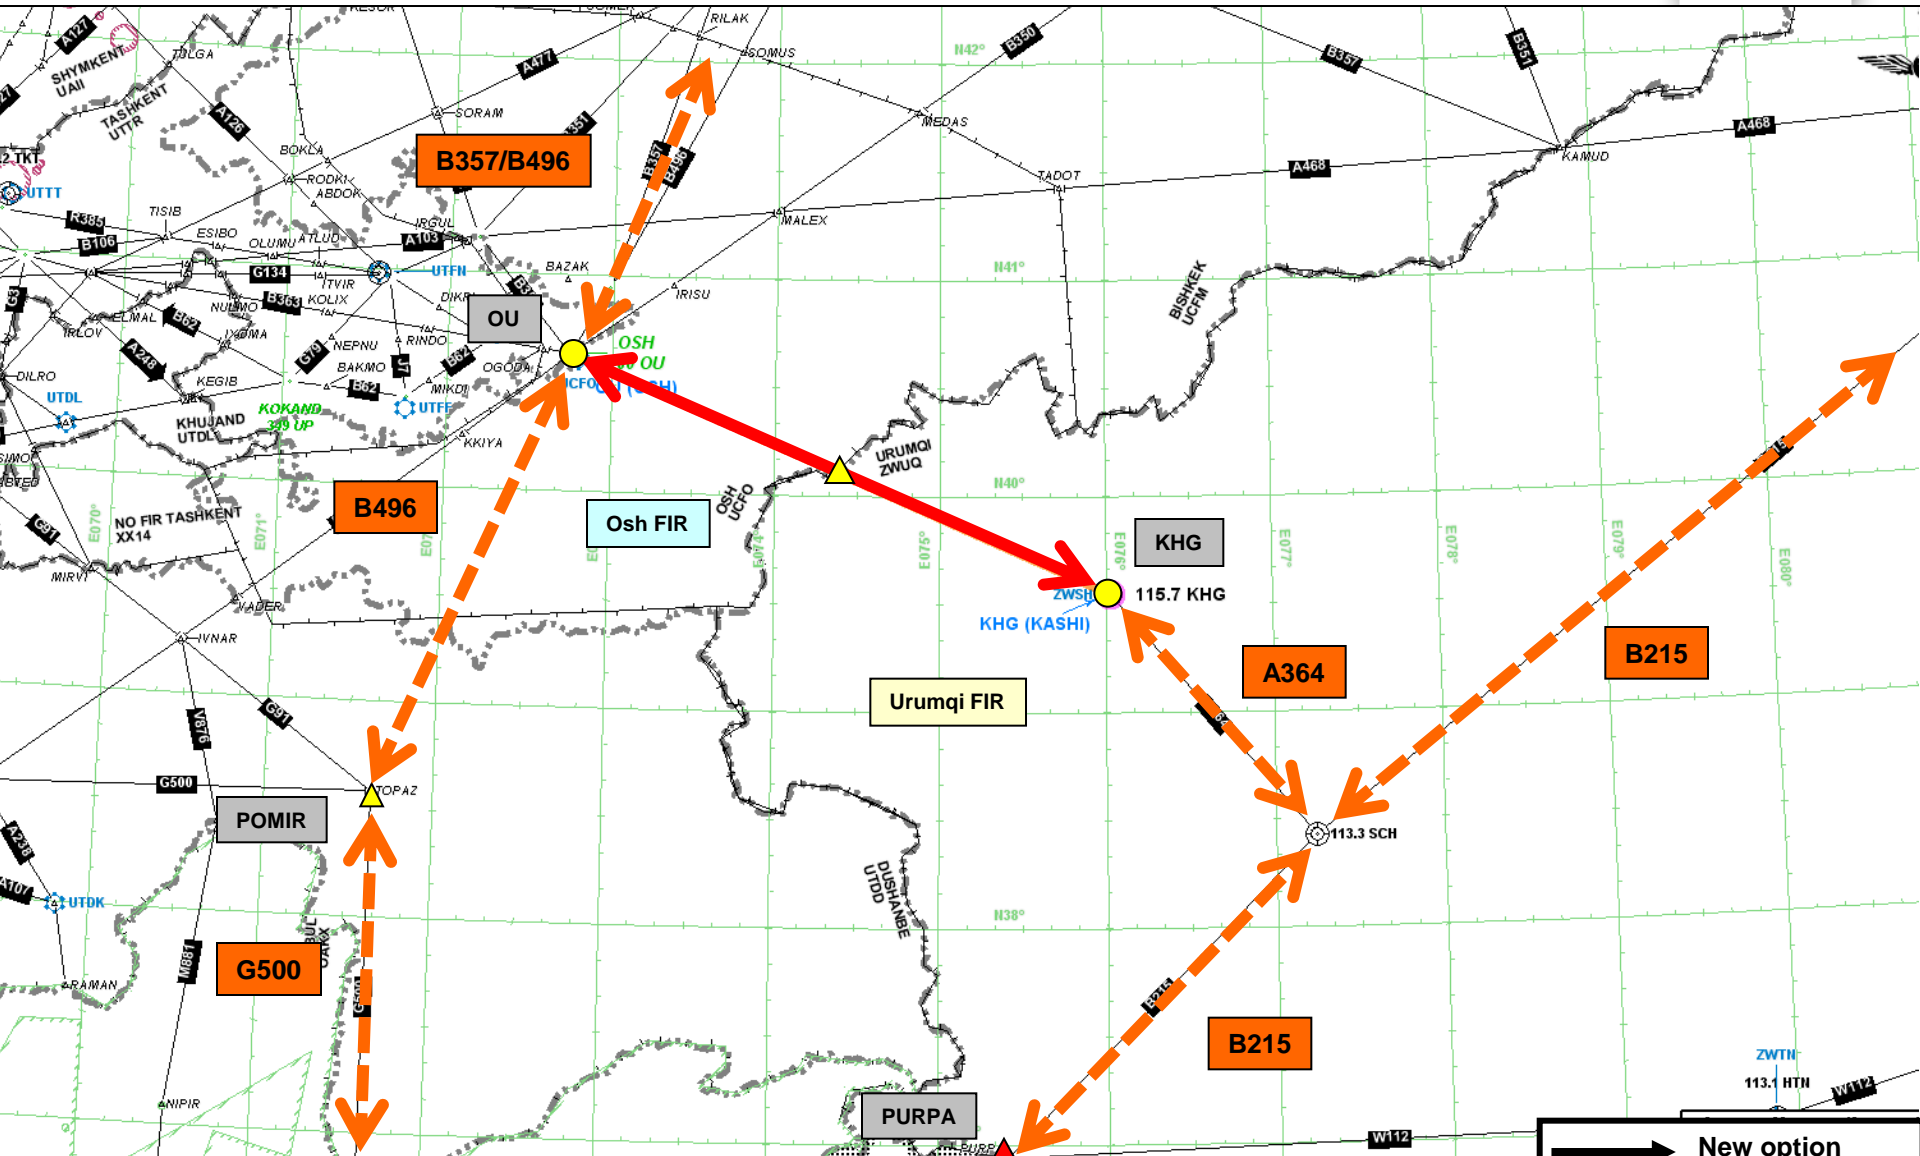 RILAK
SOMUS
N42°
B350
B357
B351
A127
TULGA
SHYMKENT
UAII
TASHKENT
UTTR
A477
A126
SORAM
MEDAS
A468
KAMUD
BOKLA
B357/B496
B357
B496
A468
TADOT
RODKI
ABDOK
UTTT
TISIB
R385
B106
ESIBO
OLUMU
ATLUD
IRGUL
A103
MALEX
G134
UTFN
BAZAK
N41°
IRISU
BISHKEK
UCFM
G3
B363
KOLIX
NULMO
ELMAL
B62
IRLOV
OU
NEPNU
RINDO
G79
A248
BAKMO
J7
B62
OGODA
OSH
OU
DILRO
KEGIB
B62
MIKDI
UTDL
KOKAND
UTFF
KHUJAND
UTDL
KKIYA
URUMQI
ZWUQ
OSH
UCFO
N40°
B496
Osh FIR
KHG
NO FIR TASHKENT
XX14
G91
E070°
E071°
E074°
E075°
E076°
E077°
E078°
E079°
E080°
MIRVI
VADER
ZWSH
115.7 KHG
KHG (KASHI)
IVNAR
B215
A364
Urumqi FIR
V876
G91
G500
TOPAZ
POMIR
A238
113.3 SCH
A107
UTDK
DUSHANBE
UTDD
N38°
M881
G500
RAMAN
B215
B215
ZWTN
113.1 HTN
W112
NIPIR
PURPA
W112
New option